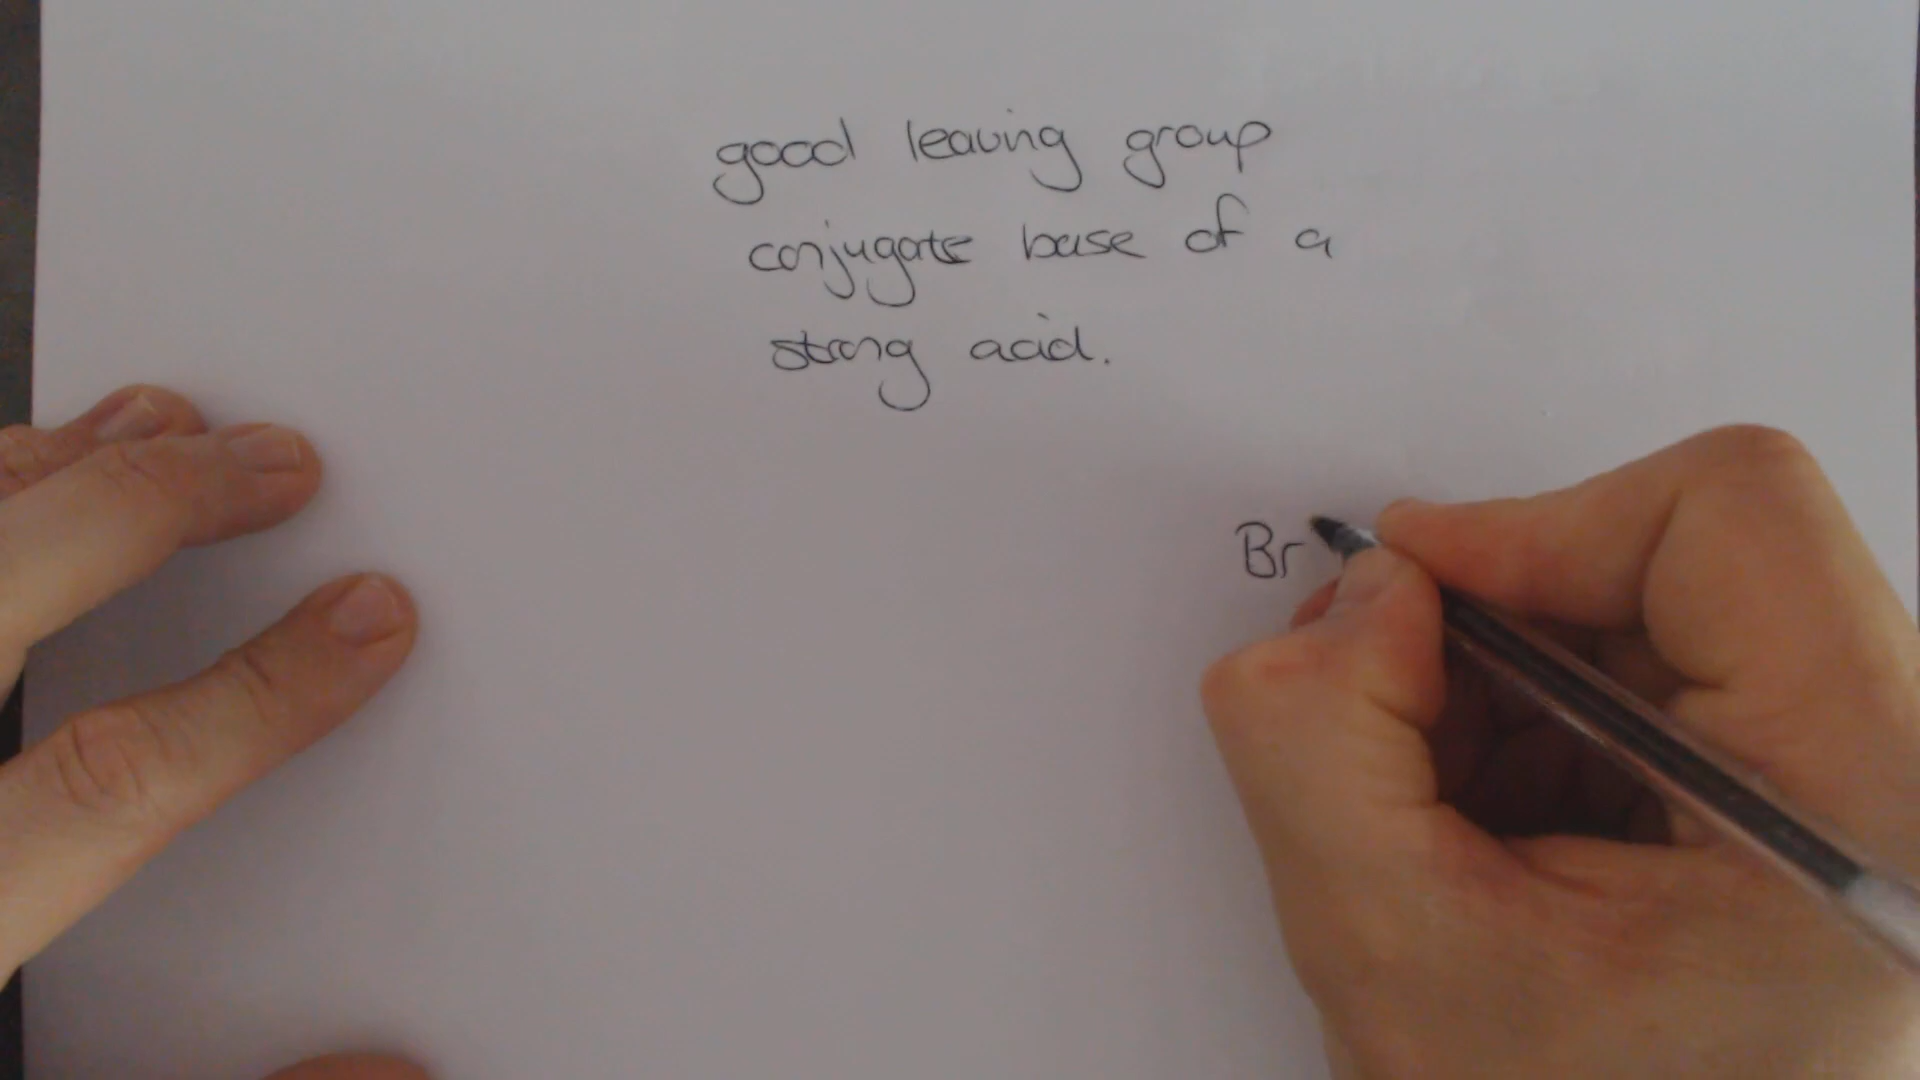 good leaving group
conjugate base of a
strong acid.
Br